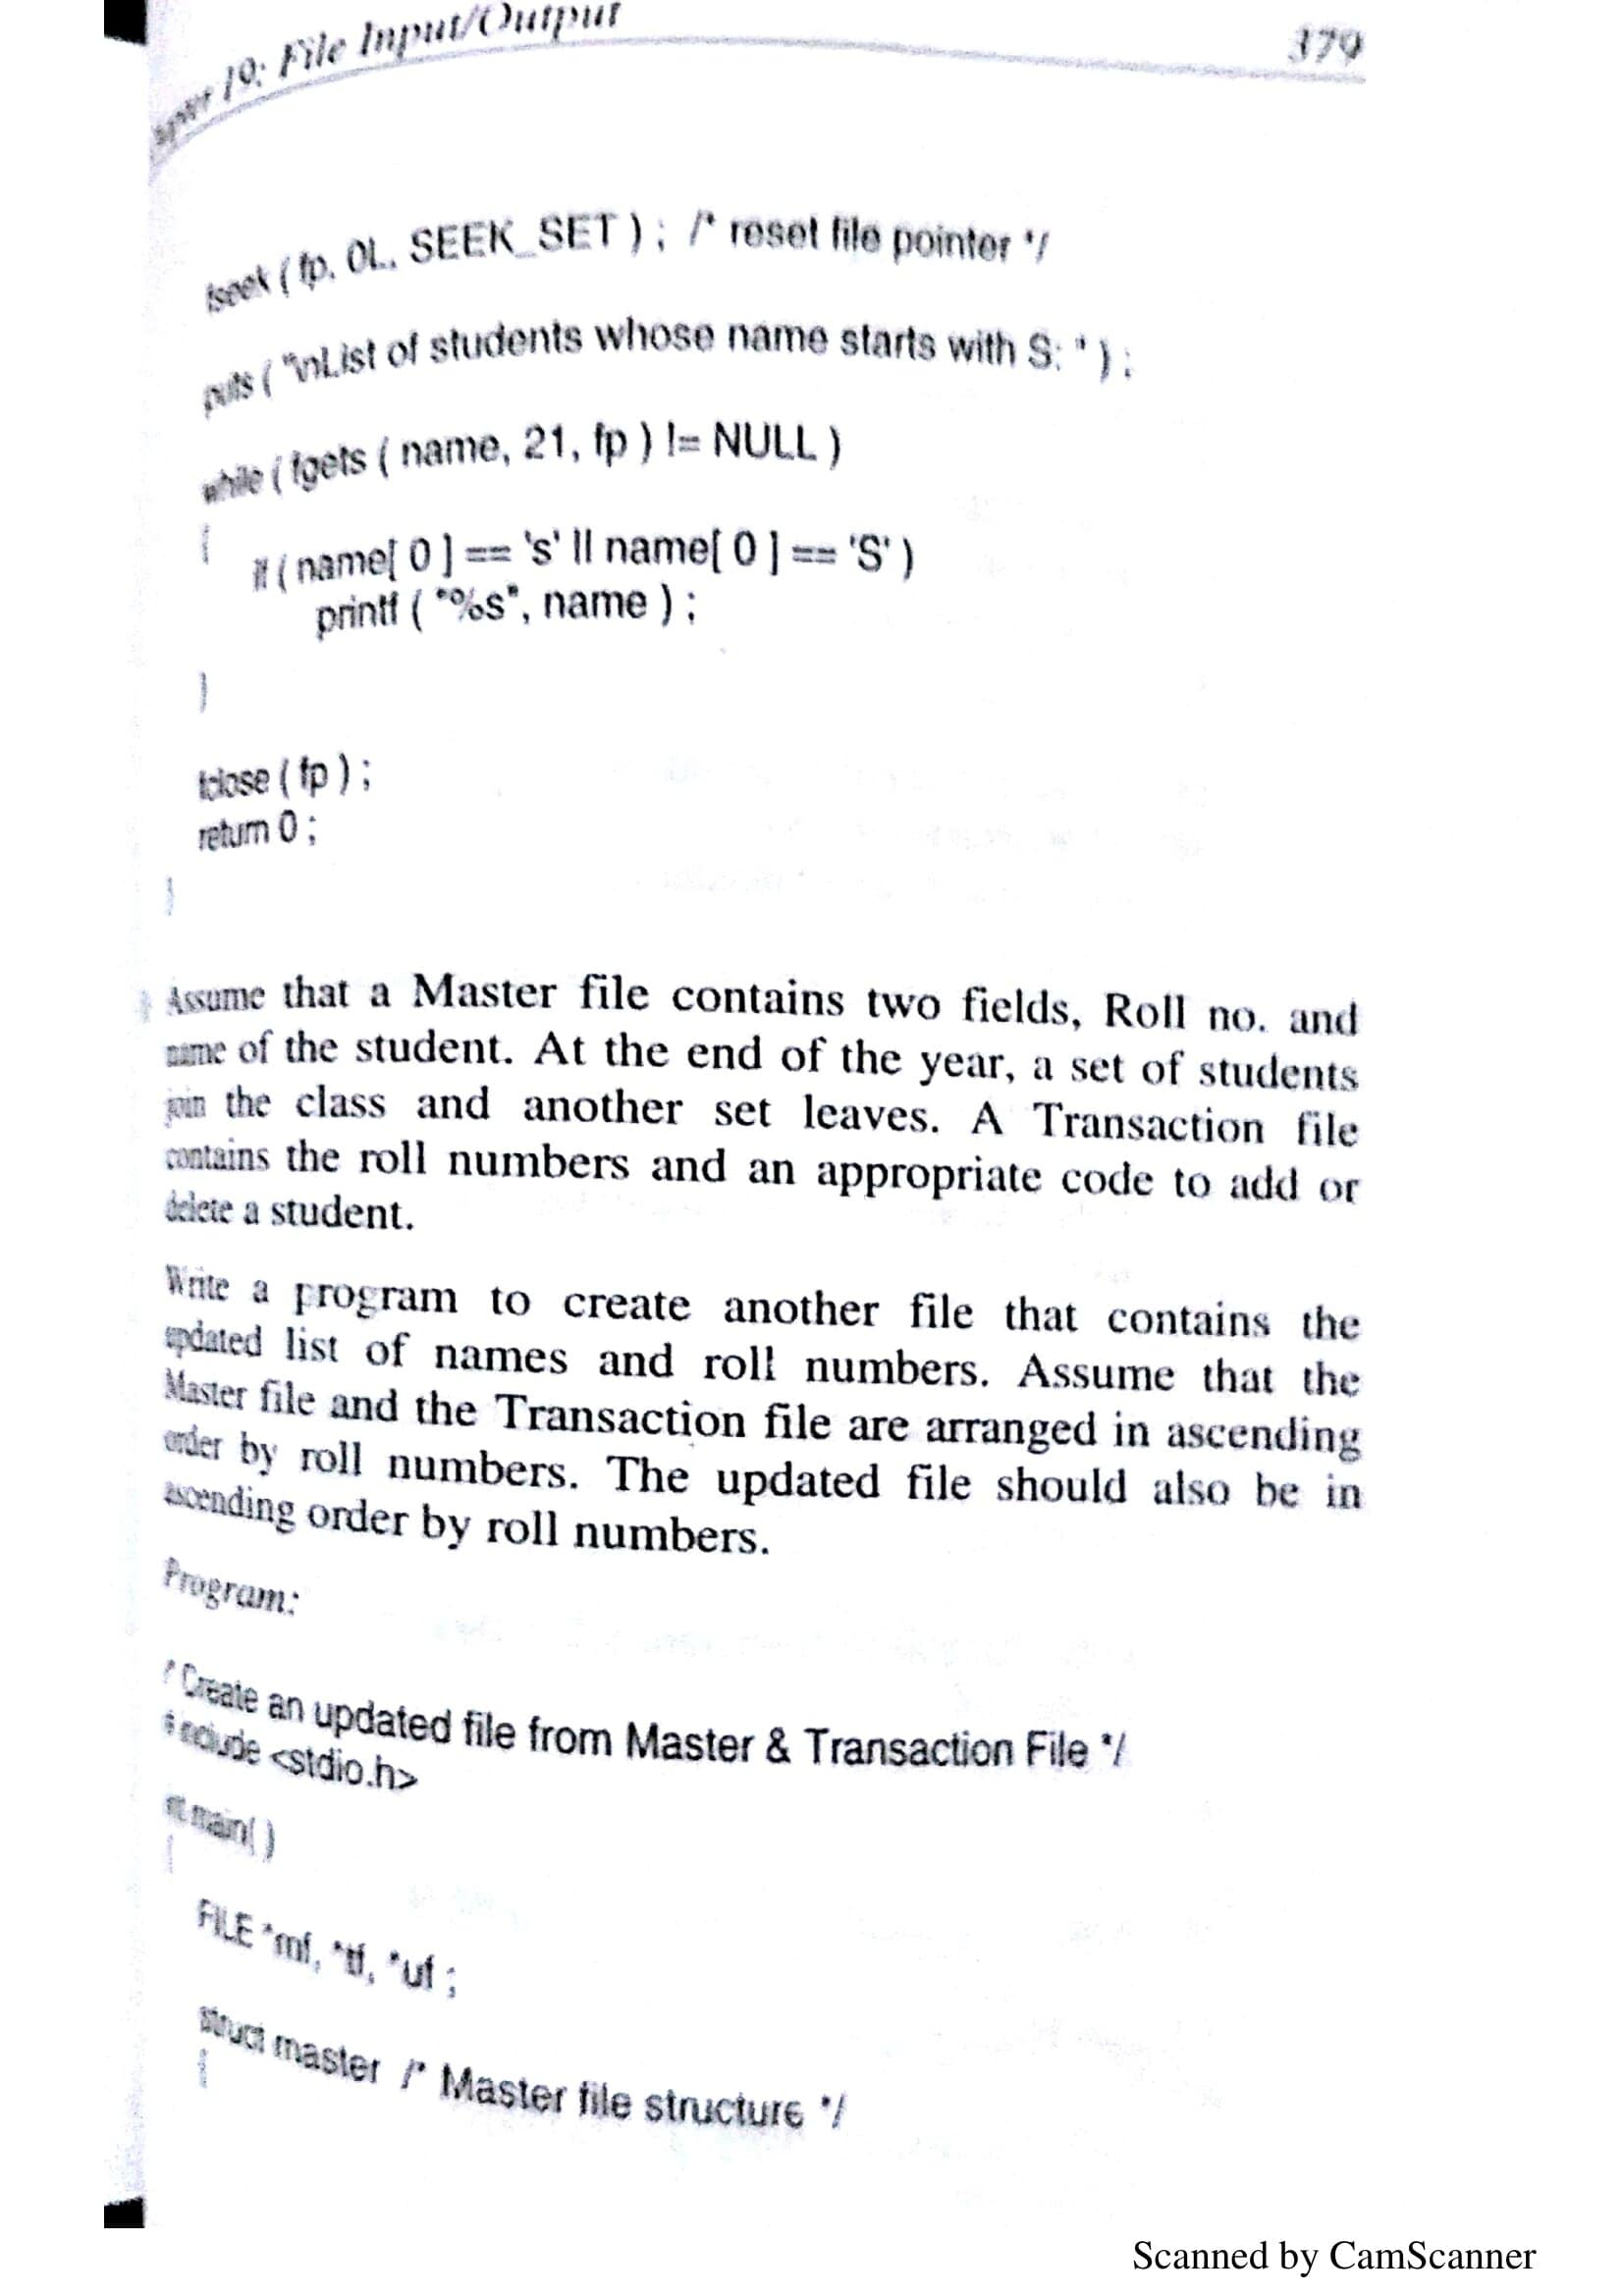 19: File Input/Output
379
fseek ( fp, 0L, SEEK_SET ) ; /* reset file pointer */
puts ( "\nList of students whose name starts with S: " ) ;
while ( fgets ( name, 21, fp ) != NULL )
{
if ( name[ 0 ] == 's' || name[ 0 ] == 'S' )
printf ( "%s", name ) ;
}
fclose ( fp ) ;
return 0 ;
}
Assume that a Master file contains two fields, Roll no. and
name of the student. At the end of the year, a set of students
join the class and another set leaves. A Transaction file
contains the roll numbers and an appropriate code to add or
delete a student.
Write a program to create another file that contains the
updated list of names and roll numbers. Assume that the
Master file and the Transaction file are arranged in ascending
order by roll numbers. The updated file should also be in
ascending order by roll numbers.
Program:
/* Create an updated file from Master & Transaction File */
# include <stdio.h>
int main( )
{
FILE *mf, *tf, *uf ;
struct master /* Master file structure */
{
Scanned by CamScanner